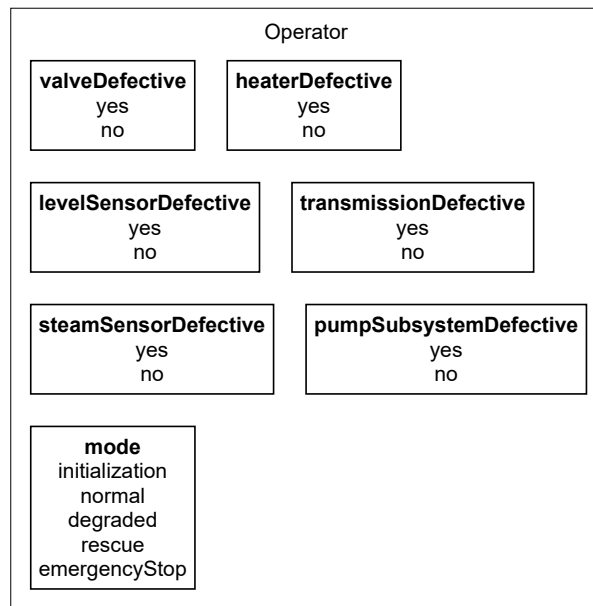 Operator
valveDefective
yes
no
heaterDefective
yes
no
levelSensorDefective
yes
no
transmissionDefective
yes
no
steamSensorDefective
yes
no
pumpSubsystemDefective
yes
no
mode
initialization
normal
degraded
rescue
emergencyStop